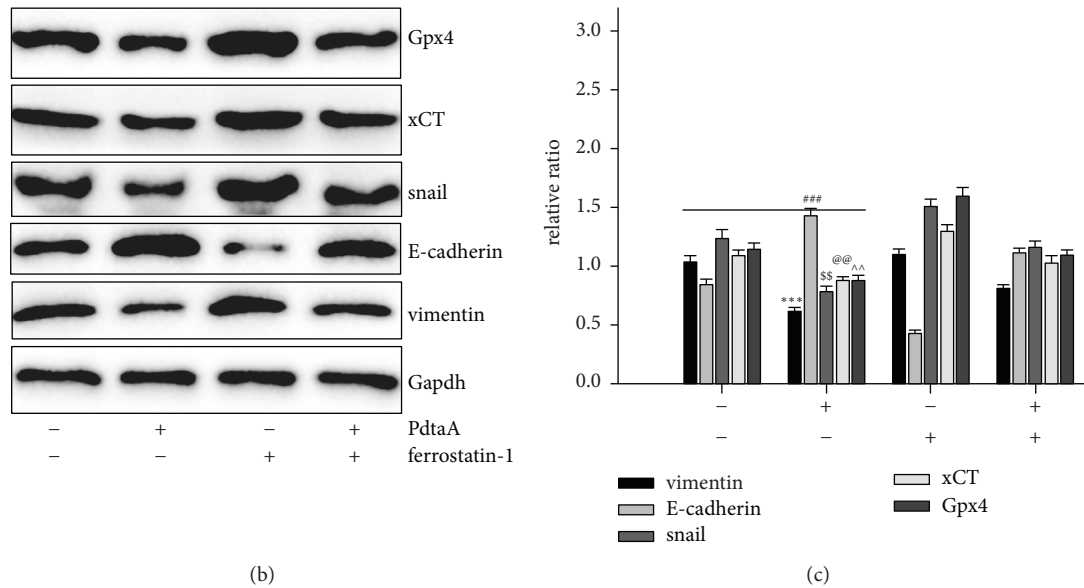 Gpx4
xCT
snail
E-cadherin
vimentin
Gapdh
− + − + PdtaA
− − + + ferrostatin-1
(b)
3.0
2.5
2.0
1.5
1.0
0.5
0.0
relative ratio
###
***
$$
@@
^^
− + − +
− − + +
vimentin
E-cadherin
snail
xCT
Gpx4
(c)